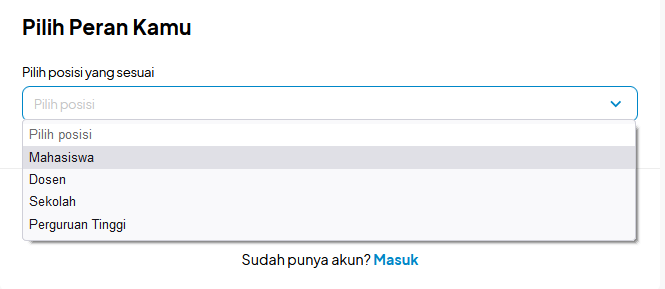 Pilih Peran Kamu
Pilih posisi yang sesuai
Pilih posisi
Pilih posisi
Mahasiswa
Dosen
Sekolah
Perguruan Tinggi
Sudah punya akun? Masuk